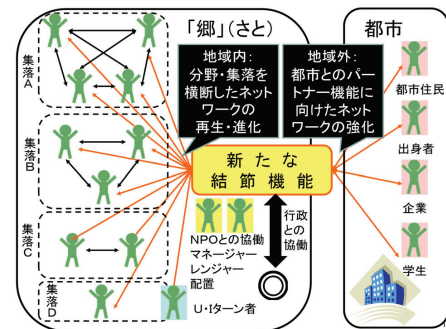 「郷」(さと)
都市
集落A
集落B
集落C
集落D
地域内:
分野・集落を
横断したネット
ワークの
再生・進化
地域外:
都市とのパー
トナー機能に
向けたネット
ワークの強化
新たな
結節機能
NPOとの協働
マネージャー
レンジャー
配置
行政
との
協働
U・Iターン者
都市住民
出身者
企業
学生